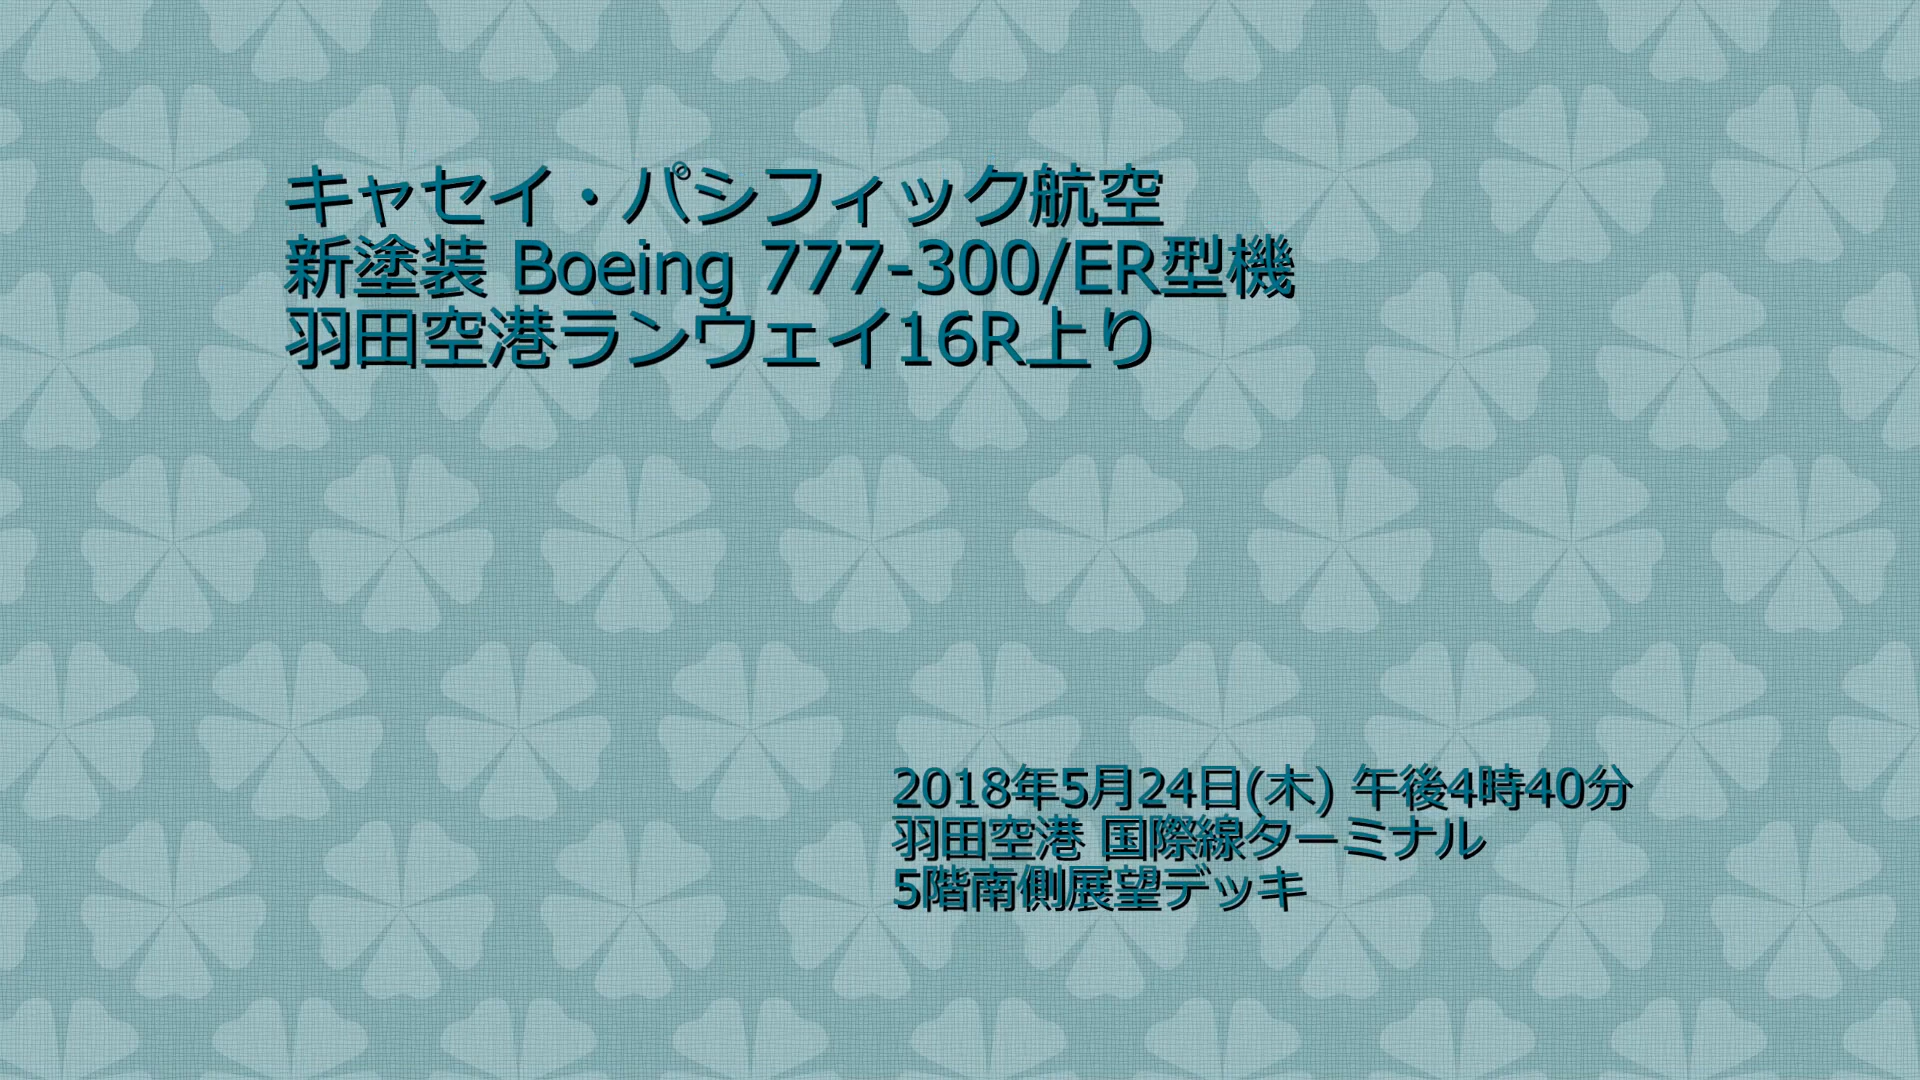 キャセイ・パシフィック航空
新塗装 Boeing 777-300/ER型機
羽田空港ランウェイ16R上り
2018年5月24日(木) 午後4時40分
羽田空港 国際線ターミナル
5階南側展望デッキ